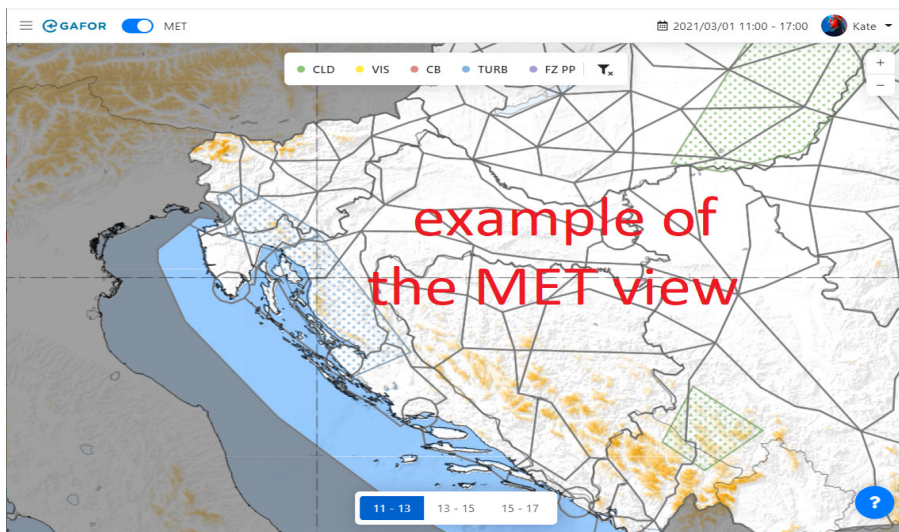 GAFOR MET 2021/03/01 11:00 - 17:00 Kate
CLD VIS CB TURB FZ PP
+
−
example of
the MET view
11 - 13 13 - 15 15 - 17
?